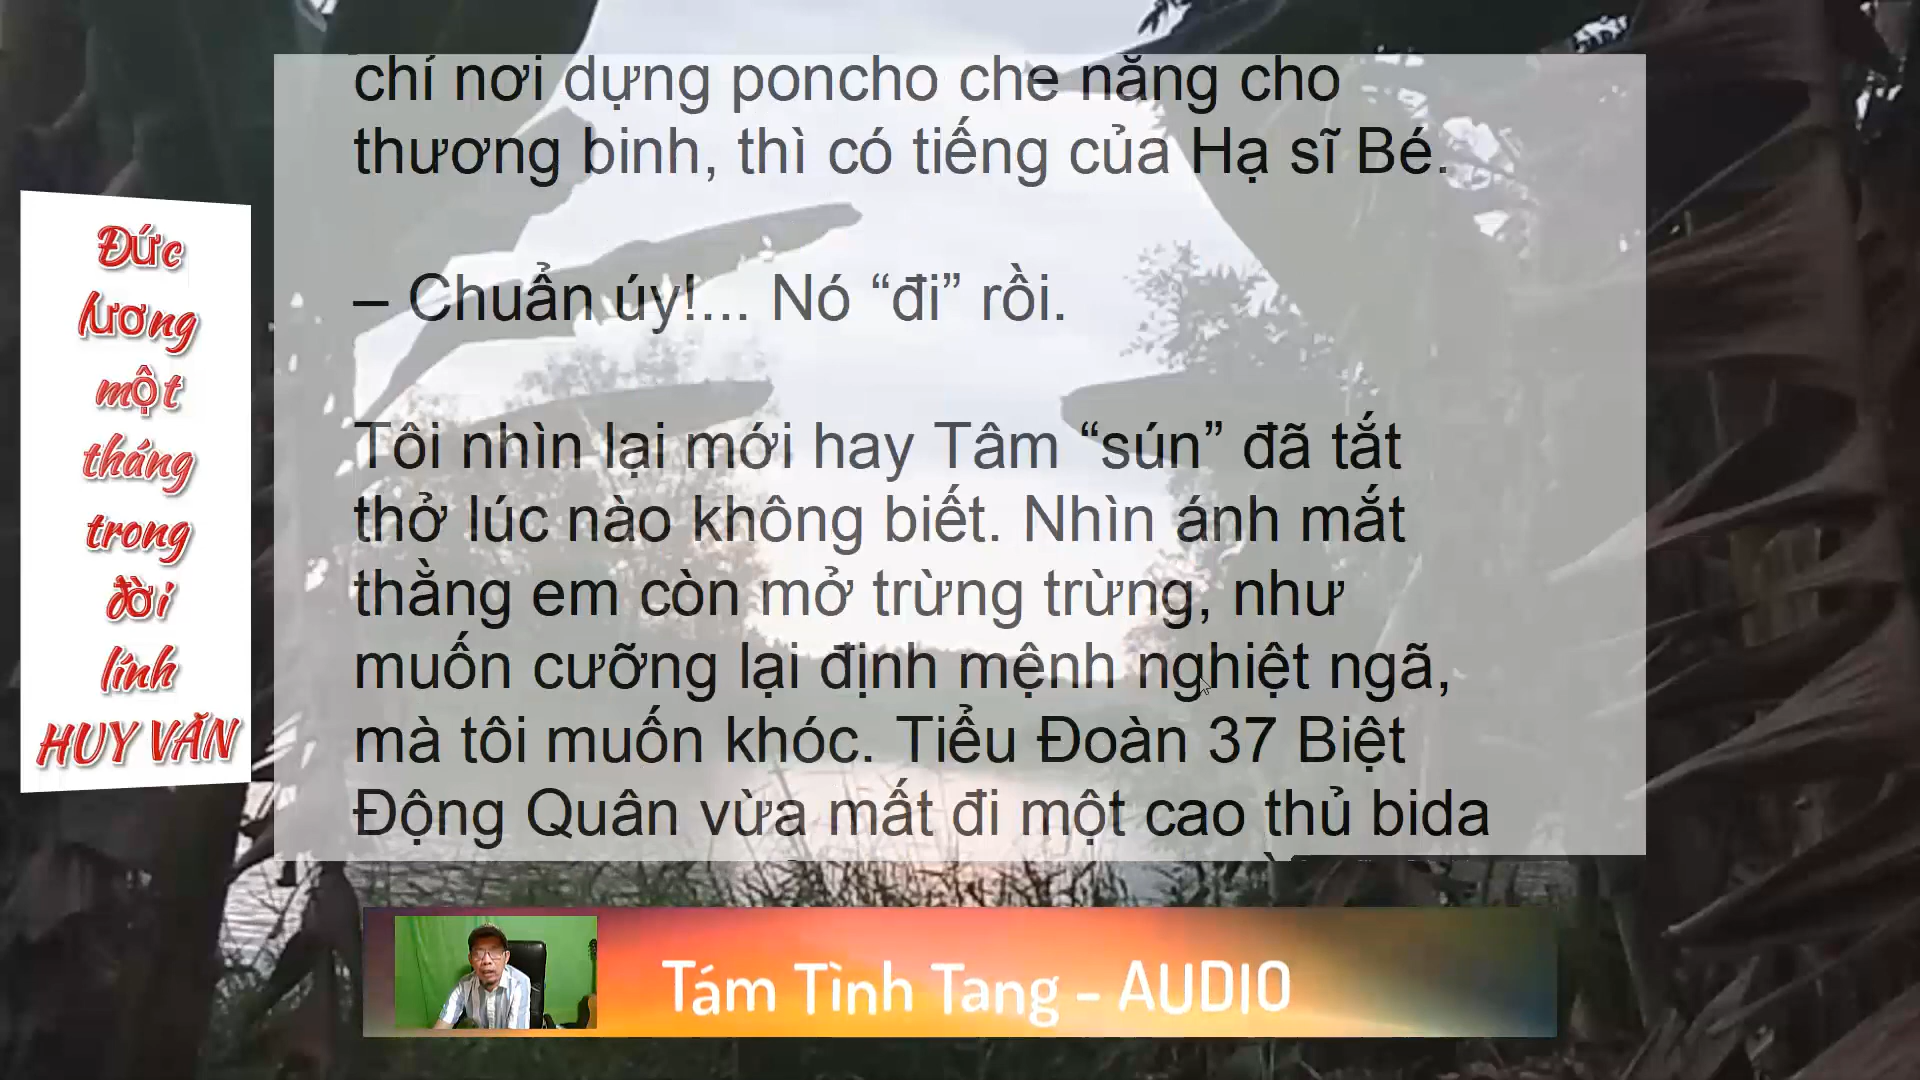 Đức
lương
một
tháng
trong
đời
lính
HUY VĂN
chỉ nơi dựng poncho che nắng cho
thương binh, thì có tiếng của Hạ sĩ Bé.
– Chuẩn úy!... Nó “đi” rồi.
Tôi nhìn lại mới hay Tâm “sún” đã tắt
thở lúc nào không biết. Nhìn ánh mắt
thằng em còn mở trừng trừng, như
muốn cưỡng lại định mệnh nghiệt ngã,
mà tôi muốn khóc. Tiểu Đoàn 37 Biệt
Động Quân vừa mất đi một cao thủ bida
Tám Tình Tang - AUDIO